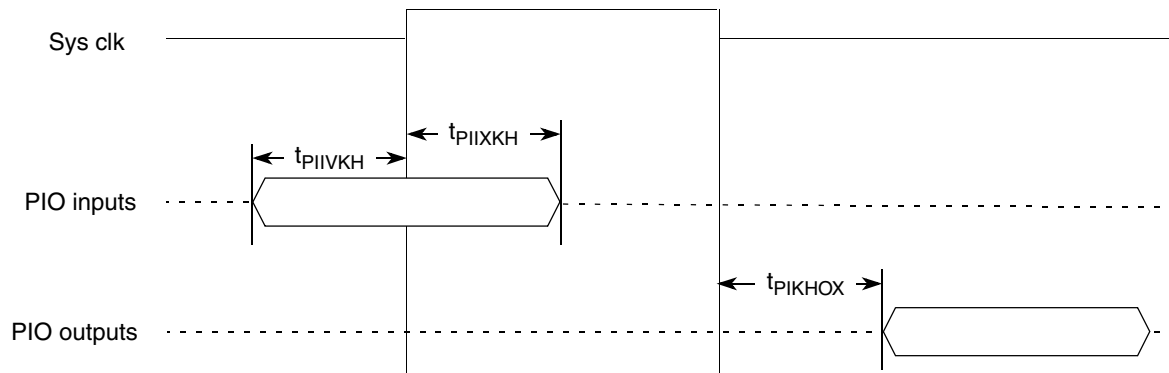 Sys clk
tPIIXKH
tPIIVKH
PIO inputs
tPIKHOX
PIO outputs